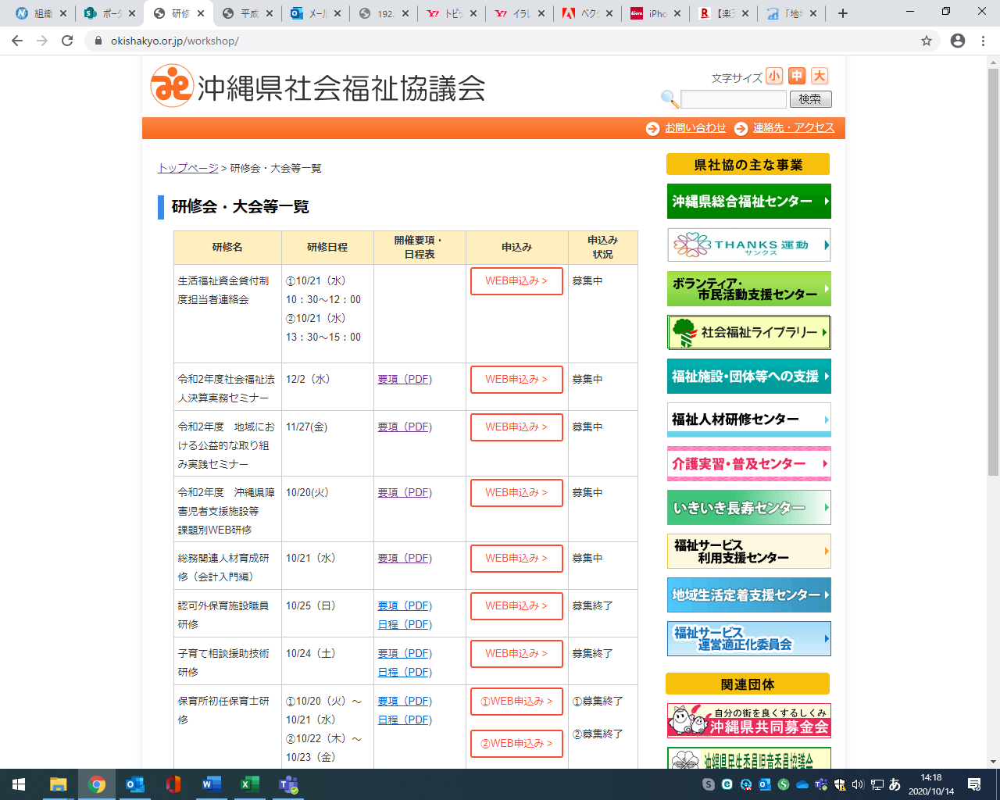 組織
ポータ
研修
平成
メール
192.
トピッ
イラレ
ベクタ
iPho
【楽天
「地
okishakyo.or.jp/workshop/
沖縄県社会福祉協議会
文字サイズ 小 中 大
検索
お問い合わせ 連絡先・アクセス
トップページ > 研修会・大会等一覧
研修会・大会等一覧
研修名 研修日程 開催要項・日程表 申込み 申込み状況
生活福祉資金貸付制
度担当者連絡会
①10/21（水）
10：30～12：00
②10/21（水）
13：30～15：00
WEB申込み >
募集中
令和2年度社会福祉法
人決算実務セミナー
12/2（水）
要項（PDF)
WEB申込み >
募集中
令和2年度　地域にお
ける公益的な取り組
み実践セミナー
11/27(金)
要項（PDF)
WEB申込み >
募集中
令和2年度　沖縄県障
害児者支援施設等
課題別WEB研修
10/20(火）
要項（PDF)
WEB申込み >
募集中
総務関連人材育成研
修（会計入門編）
10/21（水）
要項（PDF)
WEB申込み >
募集中
認可外保育施設職員
研修
10/25（日）
要項（PDF)
日程（PDF)
WEB申込み >
募集終了
子育て相談援助技術
研修
10/24（土）
要項（PDF)
日程（PDF)
WEB申込み >
募集終了
保育所初任保育士研
修
①10/20（火）～
10/21（水）
②10/22（木）～
10/23（金）
要項（PDF)
日程（PDF)
①WEB申込み >
②WEB申込み >
①募集終了
②募集終了
県社協の主な事業
沖縄県総合福祉センター
THANKS運動
サンクス
ボランティア・
市民活動支援センター
社会福祉ライブラリー
福祉施設・団体等への支援
福祉人材研修センター
介護実習・普及センター
いきいき長寿センター
福祉サービス
利用支援センター
地域生活定着支援センター
福祉サービス
運営適正化委員会
関連団体
自分の街を良くするしくみ
沖縄県共同募金会
沖縄県民生委員児童委員協議会
あ
14:18
2020/10/14